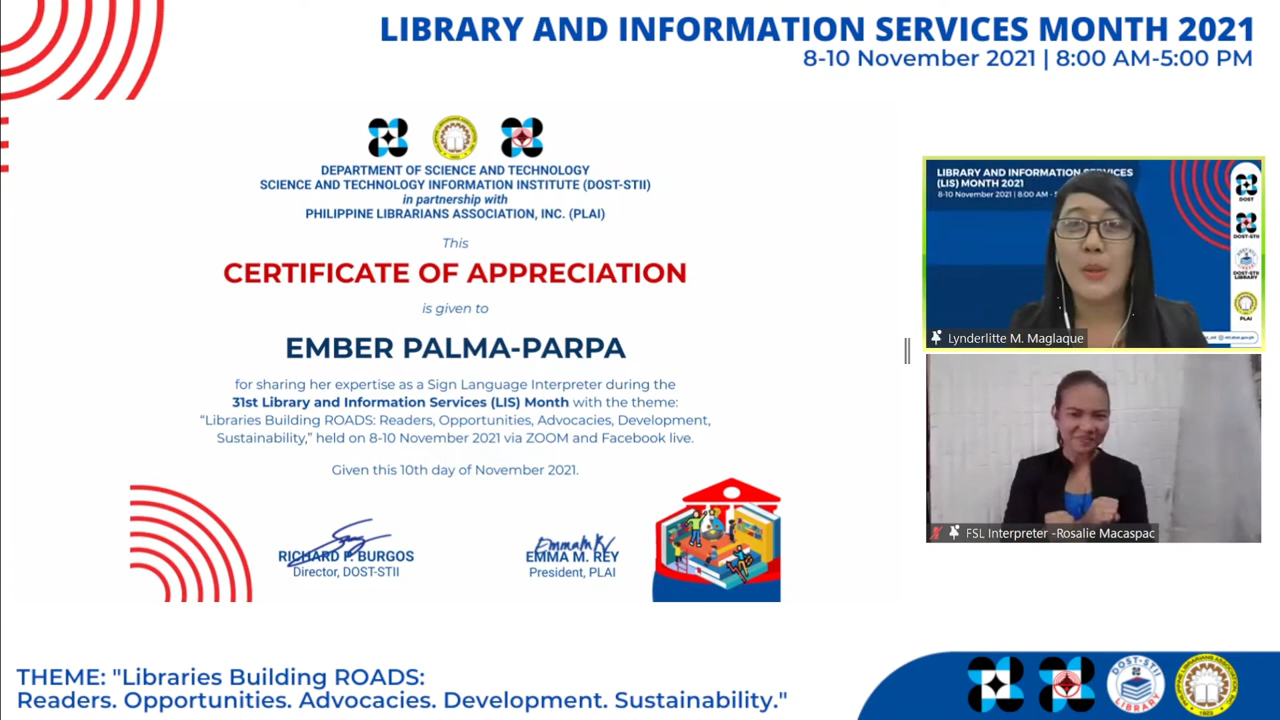 LIBRARY AND INFORMATION SERVICES MONTH 2021
8-10 November 2021 | 8:00 AM-5:00 PM
DEPARTMENT OF SCIENCE AND TECHNOLOGY
SCIENCE AND TECHNOLOGY INFORMATION INSTITUTE (DOST-STII)
in partnership with
PHILIPPINE LIBRARIANS ASSOCIATION, INC. (PLAI)
This
CERTIFICATE OF APPRECIATION
is given to
EMBER PALMA-PARPA
for sharing her expertise as a Sign Language Interpreter during the
31st Library and Information Services (LIS) Month with the theme:
“Libraries Building ROADS: Readers, Opportunities, Advocacies, Development,
Sustainability,” held on 8-10 November 2021 via ZOOM and Facebook live.
Given this 10th day of November 2021.
RICHARD P. BURGOS
Director, DOST-STII
EMMA M. REY
President, PLAI
LIBRARY AND INFORMATION SERVICES
(LIS) MONTH 2021
8-10 November 2021 | 8:00 AM - 5
DOST
DOST-STII
DOST-STII
LIBRARY
PLAI
Lynderlitte M. Maglaque
FSL Interpreter -Rosalie Macaspac
THEME: "Libraries Building ROADS:
Readers. Opportunities. Advocacies. Development. Sustainability."
DOST-STII
LIBRARY
PHILIPPINE LIBRARIANS ASSOCIATION, INC.
1923